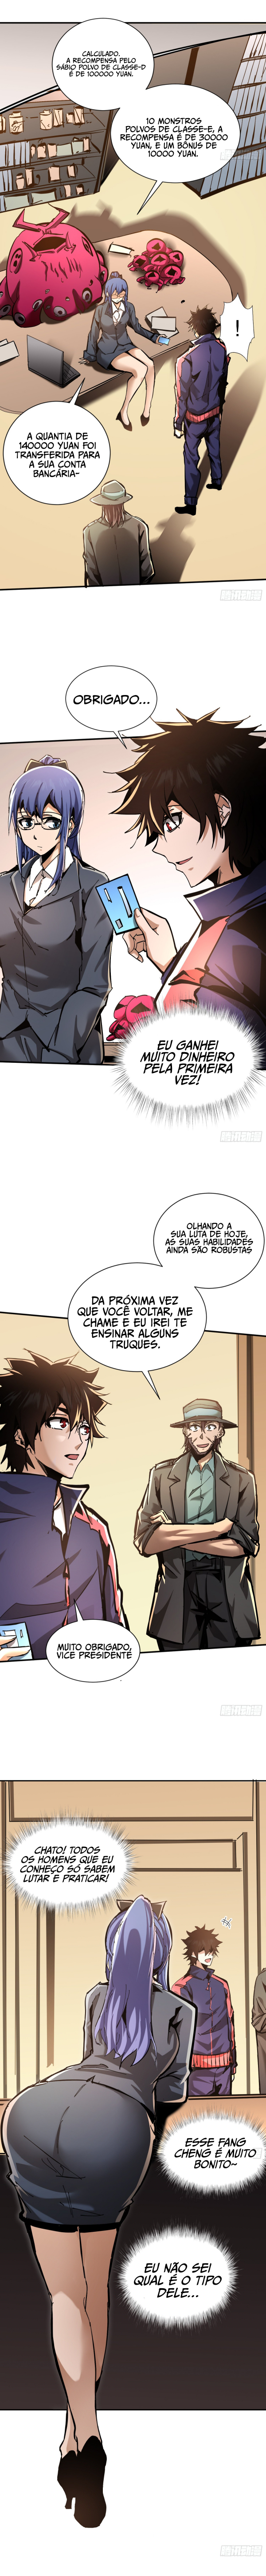 CALCULADO.
A RECOMPENSA PELO
SÁBIO POLVO DE CLASSE-D
É DE 100000 YUAN.
10 MONSTROS
POLVOS DE CLASSE-E, A
RECOMPENSA É DE 30000
YUAN, E UM BÔNUS DE
10000 YUAN.
!
A QUANTIA DE
140000 YUAN FOI
TRANSFERIDA PARA
A SUA CONTA
BANCÁRIA-
OBRIGADO...
EU GANHEI
MUITO DINHEIRO
PELA PRIMEIRA
VEZ!
OLHANDO A
SUA LUTA DE HOJE,
AS SUAS HABILIDADES
AINDA SÃO ROBUSTAS
DA PRÓXIMA VEZ
QUE VOCÊ VOLTAR, ME
CHAME E EU IREI TE
ENSINAR ALGUNS
TRUQUES.
MUITO OBRIGADO,
VICE PRESIDENTE
CHATO! TODOS
OS HOMENS QUE EU
CONHEÇO SÓ SABEM
LUTAR E PRATICAR!
ESSE FANG
CHENG É MUITO
BONITO~
EU NÃO SEI
QUAL É O TIPO
DELE...